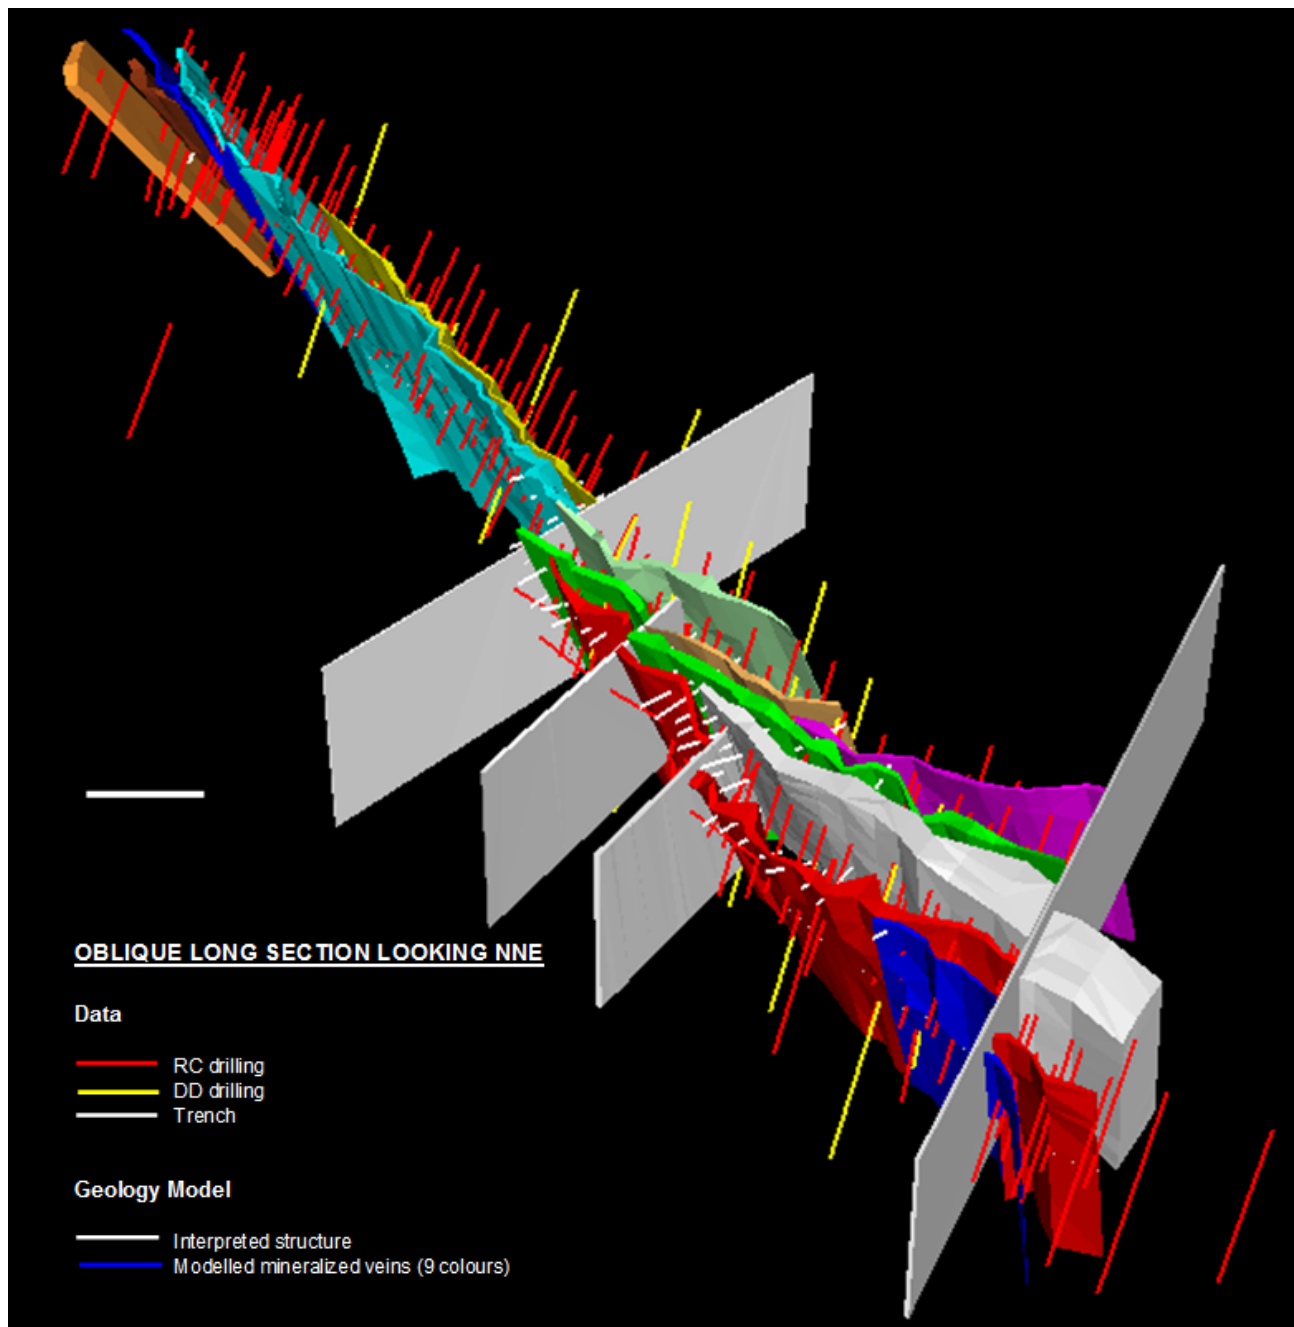 OBLIQUE LONG SECTION LOOKING NNE
Data
RC drilling
DD drilling
Trench
Geology Model
Interpreted structure
Modelled mineralized veins (9 colours)